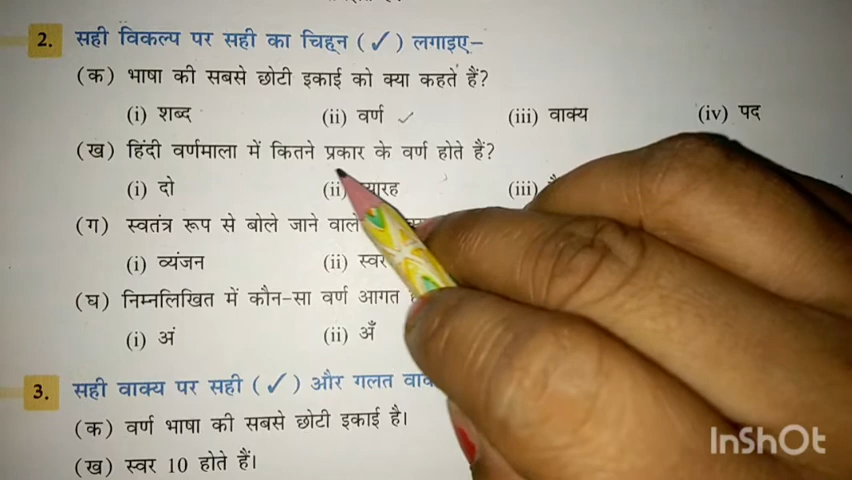 2. सही विकल्प पर सही का चिह्न (✓) लगाइए–
(क) भाषा की सबसे छोटी इकाई को क्या कहते हैं?
(i) शब्द (ii) वर्ण ✓ (iii) वाक्य (iv) पद
(ख) हिंदी वर्णमाला में कितने प्रकार के वर्ण होते हैं?
(i) दो (ii) (iii)
(ग) स्वतंत्र रूप से बोले जाने वाले
(i) व्यंजन (ii) स्वर
(घ) निम्नलिखित में कौन-सा वर्ण आगत
(i) अं (ii) अँ
3. सही वाक्य पर सही (✓) और गलत
(क) वर्ण भाषा की सबसे छोटी इकाई है।
(ख) स्वर 10 होते हैं।
InShOt